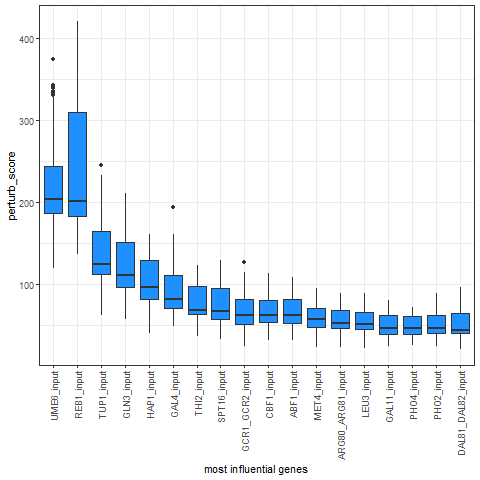 perturb_score
400
300
200
100
UME6_input
REB1_input
TUP1_input
GLN3_input
HAP1_input
GAL4_input
THI2_input
SPT16_input
GCR1_GCR2_input
CBF1_input
ABF1_input
MET4_input
ARG80_ARG81_input
LEU3_input
GAL11_input
PHO4_input
PHO2_input
DAL81_DAL82_input
most influential genes